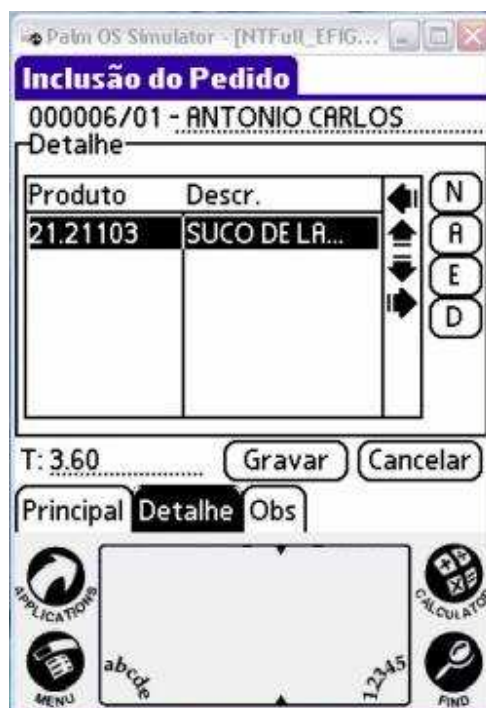 Palm OS Simulator - [NTFull_EFIG...
Inclusão do Pedido
000006/01 - ANTONIO CARLOS
Detalhe
Produto Descr.
21.21103 SUCO DE LA...
N
A
E
D
T: 3.60 Gravar Cancelar
Principal Detalhe Obs
APPLICATIONS CALCULATOR
MENU abcde 12345 FIND